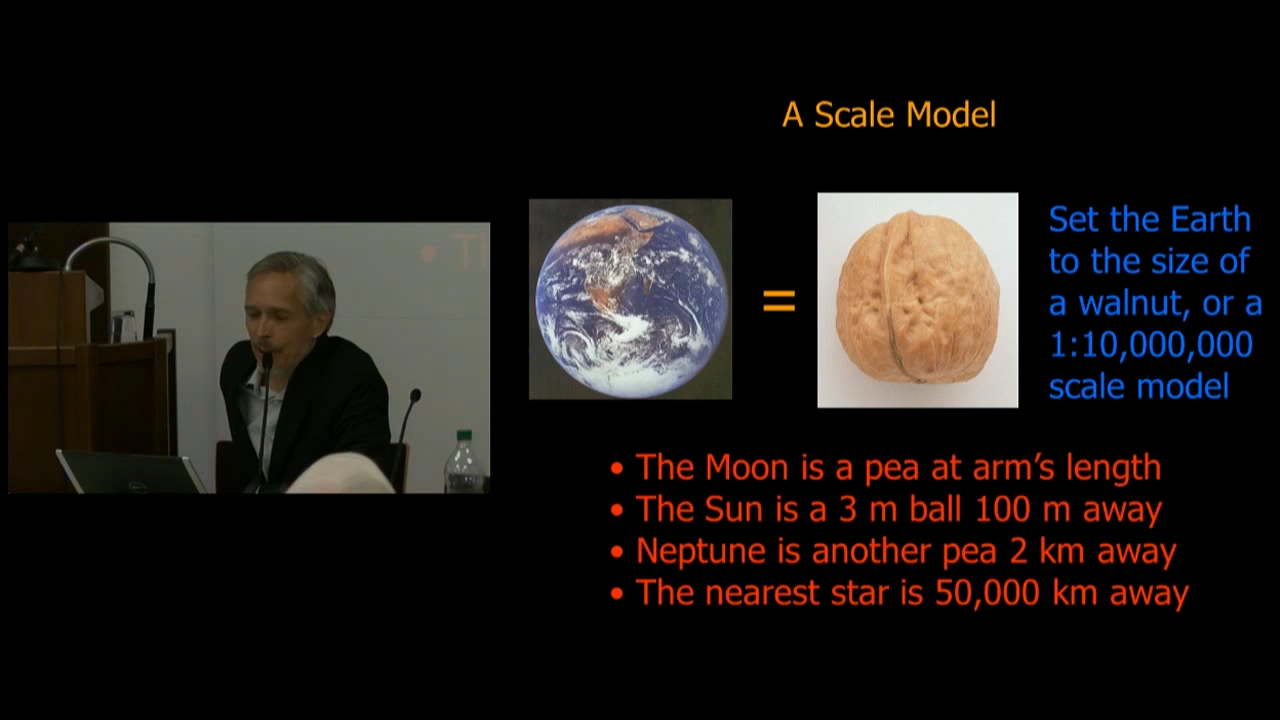 A Scale Model
=
Set the Earth
to the size of
a walnut, or a
1:10,000,000
scale model
• The Moon is a pea at arm’s length
• The Sun is a 3 m ball 100 m away
• Neptune is another pea 2 km away
• The nearest star is 50,000 km away